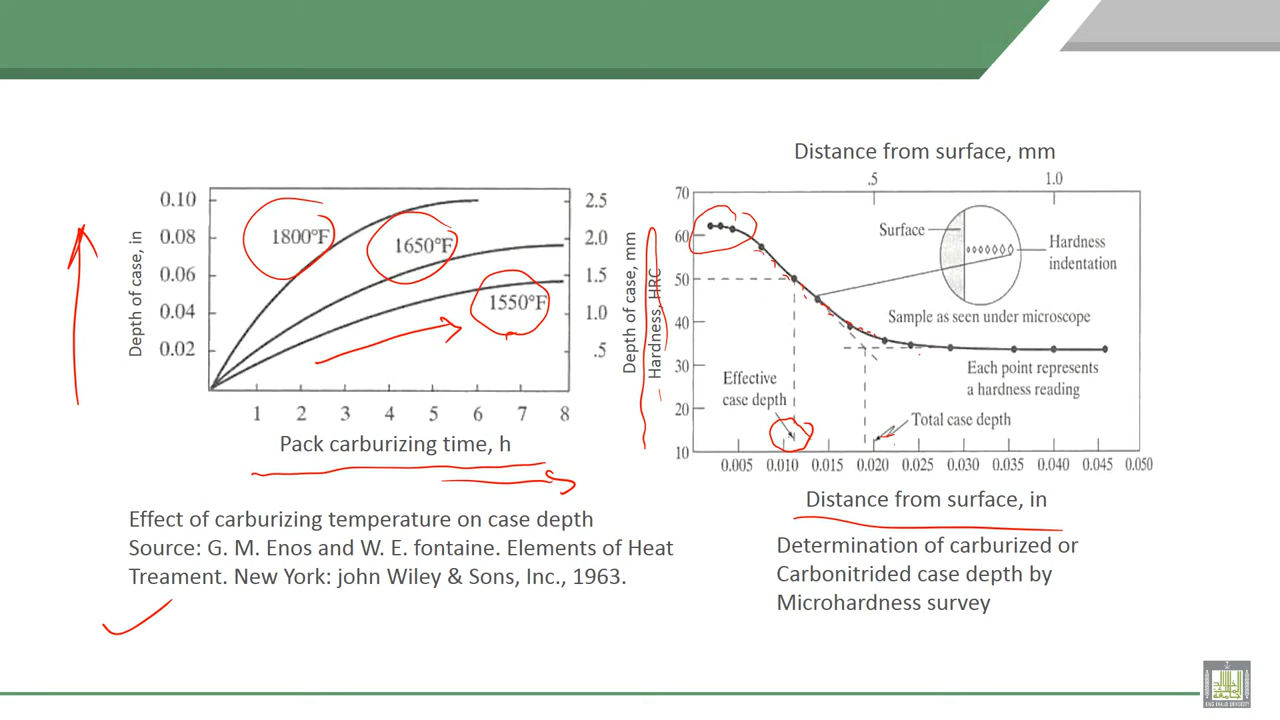 0.10
0.08
0.06
0.04
0.02
Depth of case, in
1800°F
1650°F
1550°F
2.5
2.0
1.5
1.0
.5
Depth of case, mm
1 2 3 4 5 6 7 8
Pack carburizing time, h
Effect of carburizing temperature on case depth
Source: G. M. Enos and W. E. fontaine. Elements of Heat
Treament. New York: john Wiley & Sons, Inc., 1963.
Distance from surface, mm
.5 1.0
70
60
50
40
30
20
10
Hardness, HRC
Surface
Hardness
indentation
Sample as seen under microscope
Each point represents
a hardness reading
Effective
case depth
Total case depth
0.005 0.010 0.015 0.020 0.025 0.030 0.035 0.040 0.045 0.050
Distance from surface, in
Determination of carburized or
Carbonitrided case depth by
Microhardness survey
KING KHALID UNIVERSITY